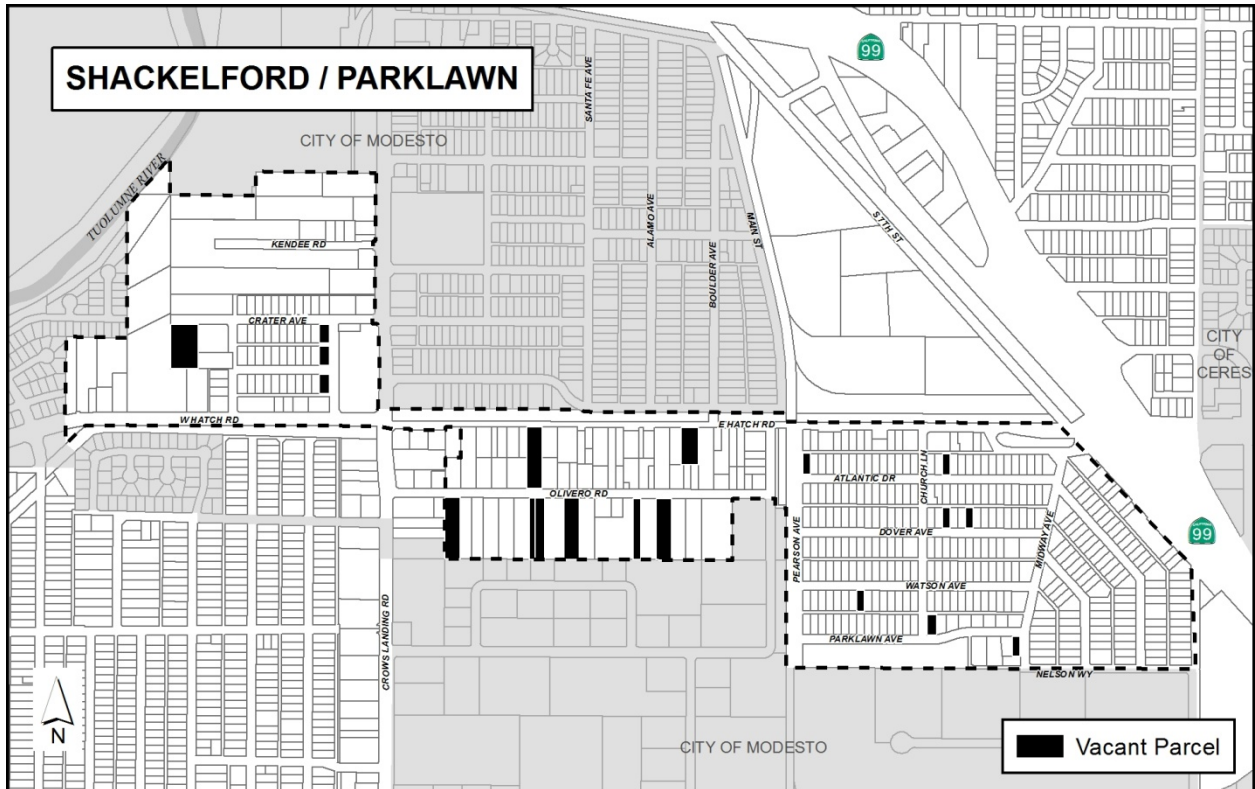 SHACKELFORD / PARKLAWN
CALIFORNIA
99
SANTA FE AVE
CITY OF MODESTO
TUOLUMNE RIVER
ALAMO AVE
MAIN ST
S 7TH ST
KENDEE RD
BOULDER AVE
CRATER AVE
CITY
OF
CERES
W HATCH RD
E HATCH RD
ATLANTIC DR
CHURCH LN
OLIVERO RD
DOVER AVE
MIDWAY AVE
CALIFORNIA
99
PEARSON AVE
WATSON AVE
CROWS LANDING RD
PARKLAWN AVE
NELSON WY
N
CITY OF MODESTO
Vacant Parcel